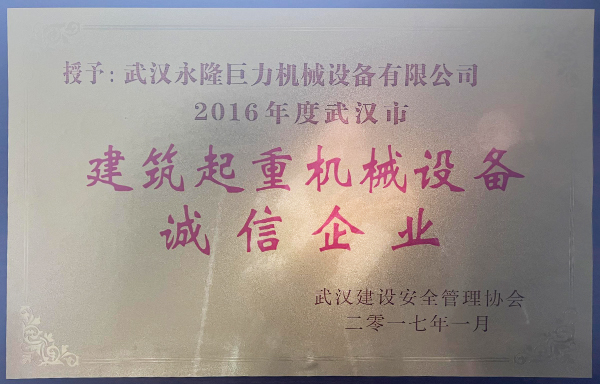 授予：武汉永隆巨力机械设备有限公司
2016年度武汉市
建筑起重机械设备
诚信企业
武汉建设安全管理协会
二零一七年一月